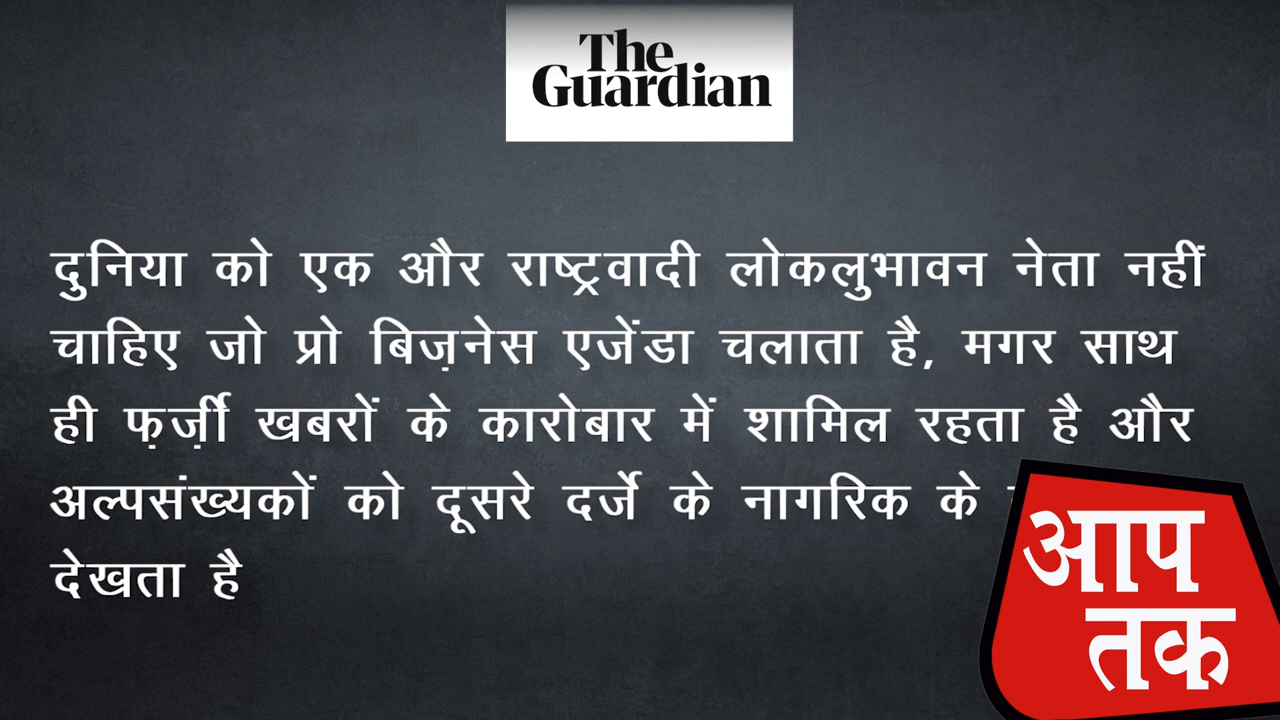 The
Guardian
दुनिया को एक और राष्ट्रवादी लोकलुभावन नेता नहीं
चाहिए जो प्रो बिज़नेस एजेंडा चलाता है, मगर साथ
ही फ़र्ज़ी खबरों के कारोबार में शामिल रहता है और
अल्पसंख्यकों को दूसरे दर्जे के नागरिक के
देखता है
आप
तक